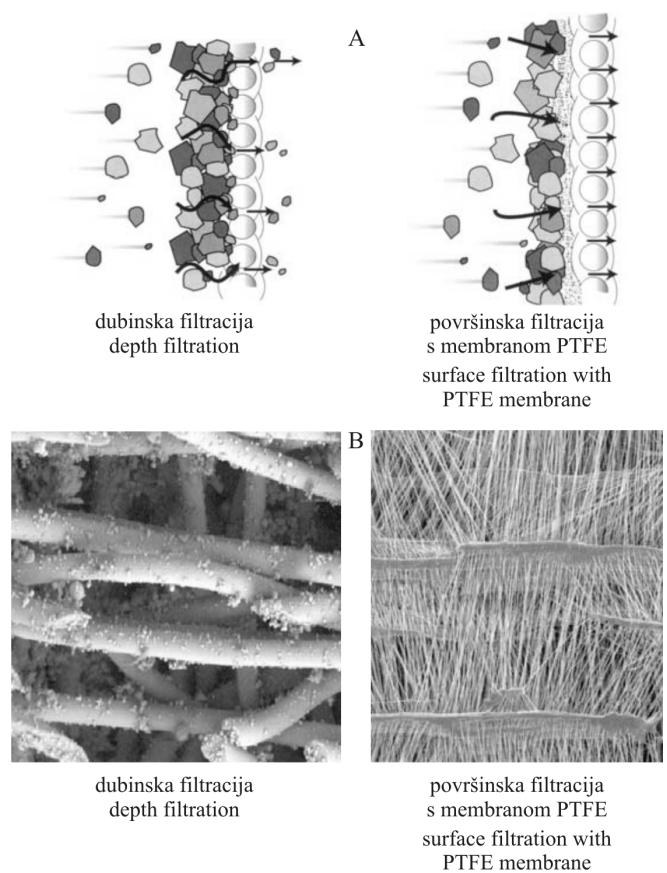 A
dubinska filtracija
depth filtration
površinska filtracija
s membranom PTFE
surface filtration with
PTFE membrane
B
dubinska filtracija
depth filtration
površinska filtracija
s membranom PTFE
surface filtration with
PTFE membrane